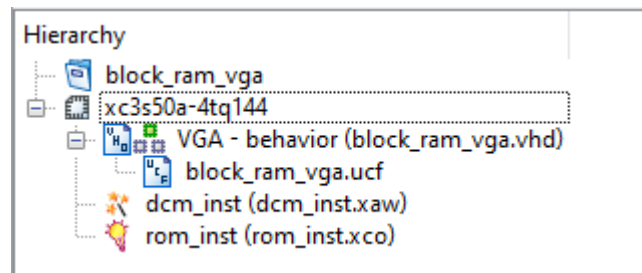 Hierarchy
block_ram_vga
xc3s50a-4tq144
VGA - behavior (block_ram_vga.vhd)
block_ram_vga.ucf
dcm_inst (dcm_inst.xaw)
rom_inst (rom_inst.xco)